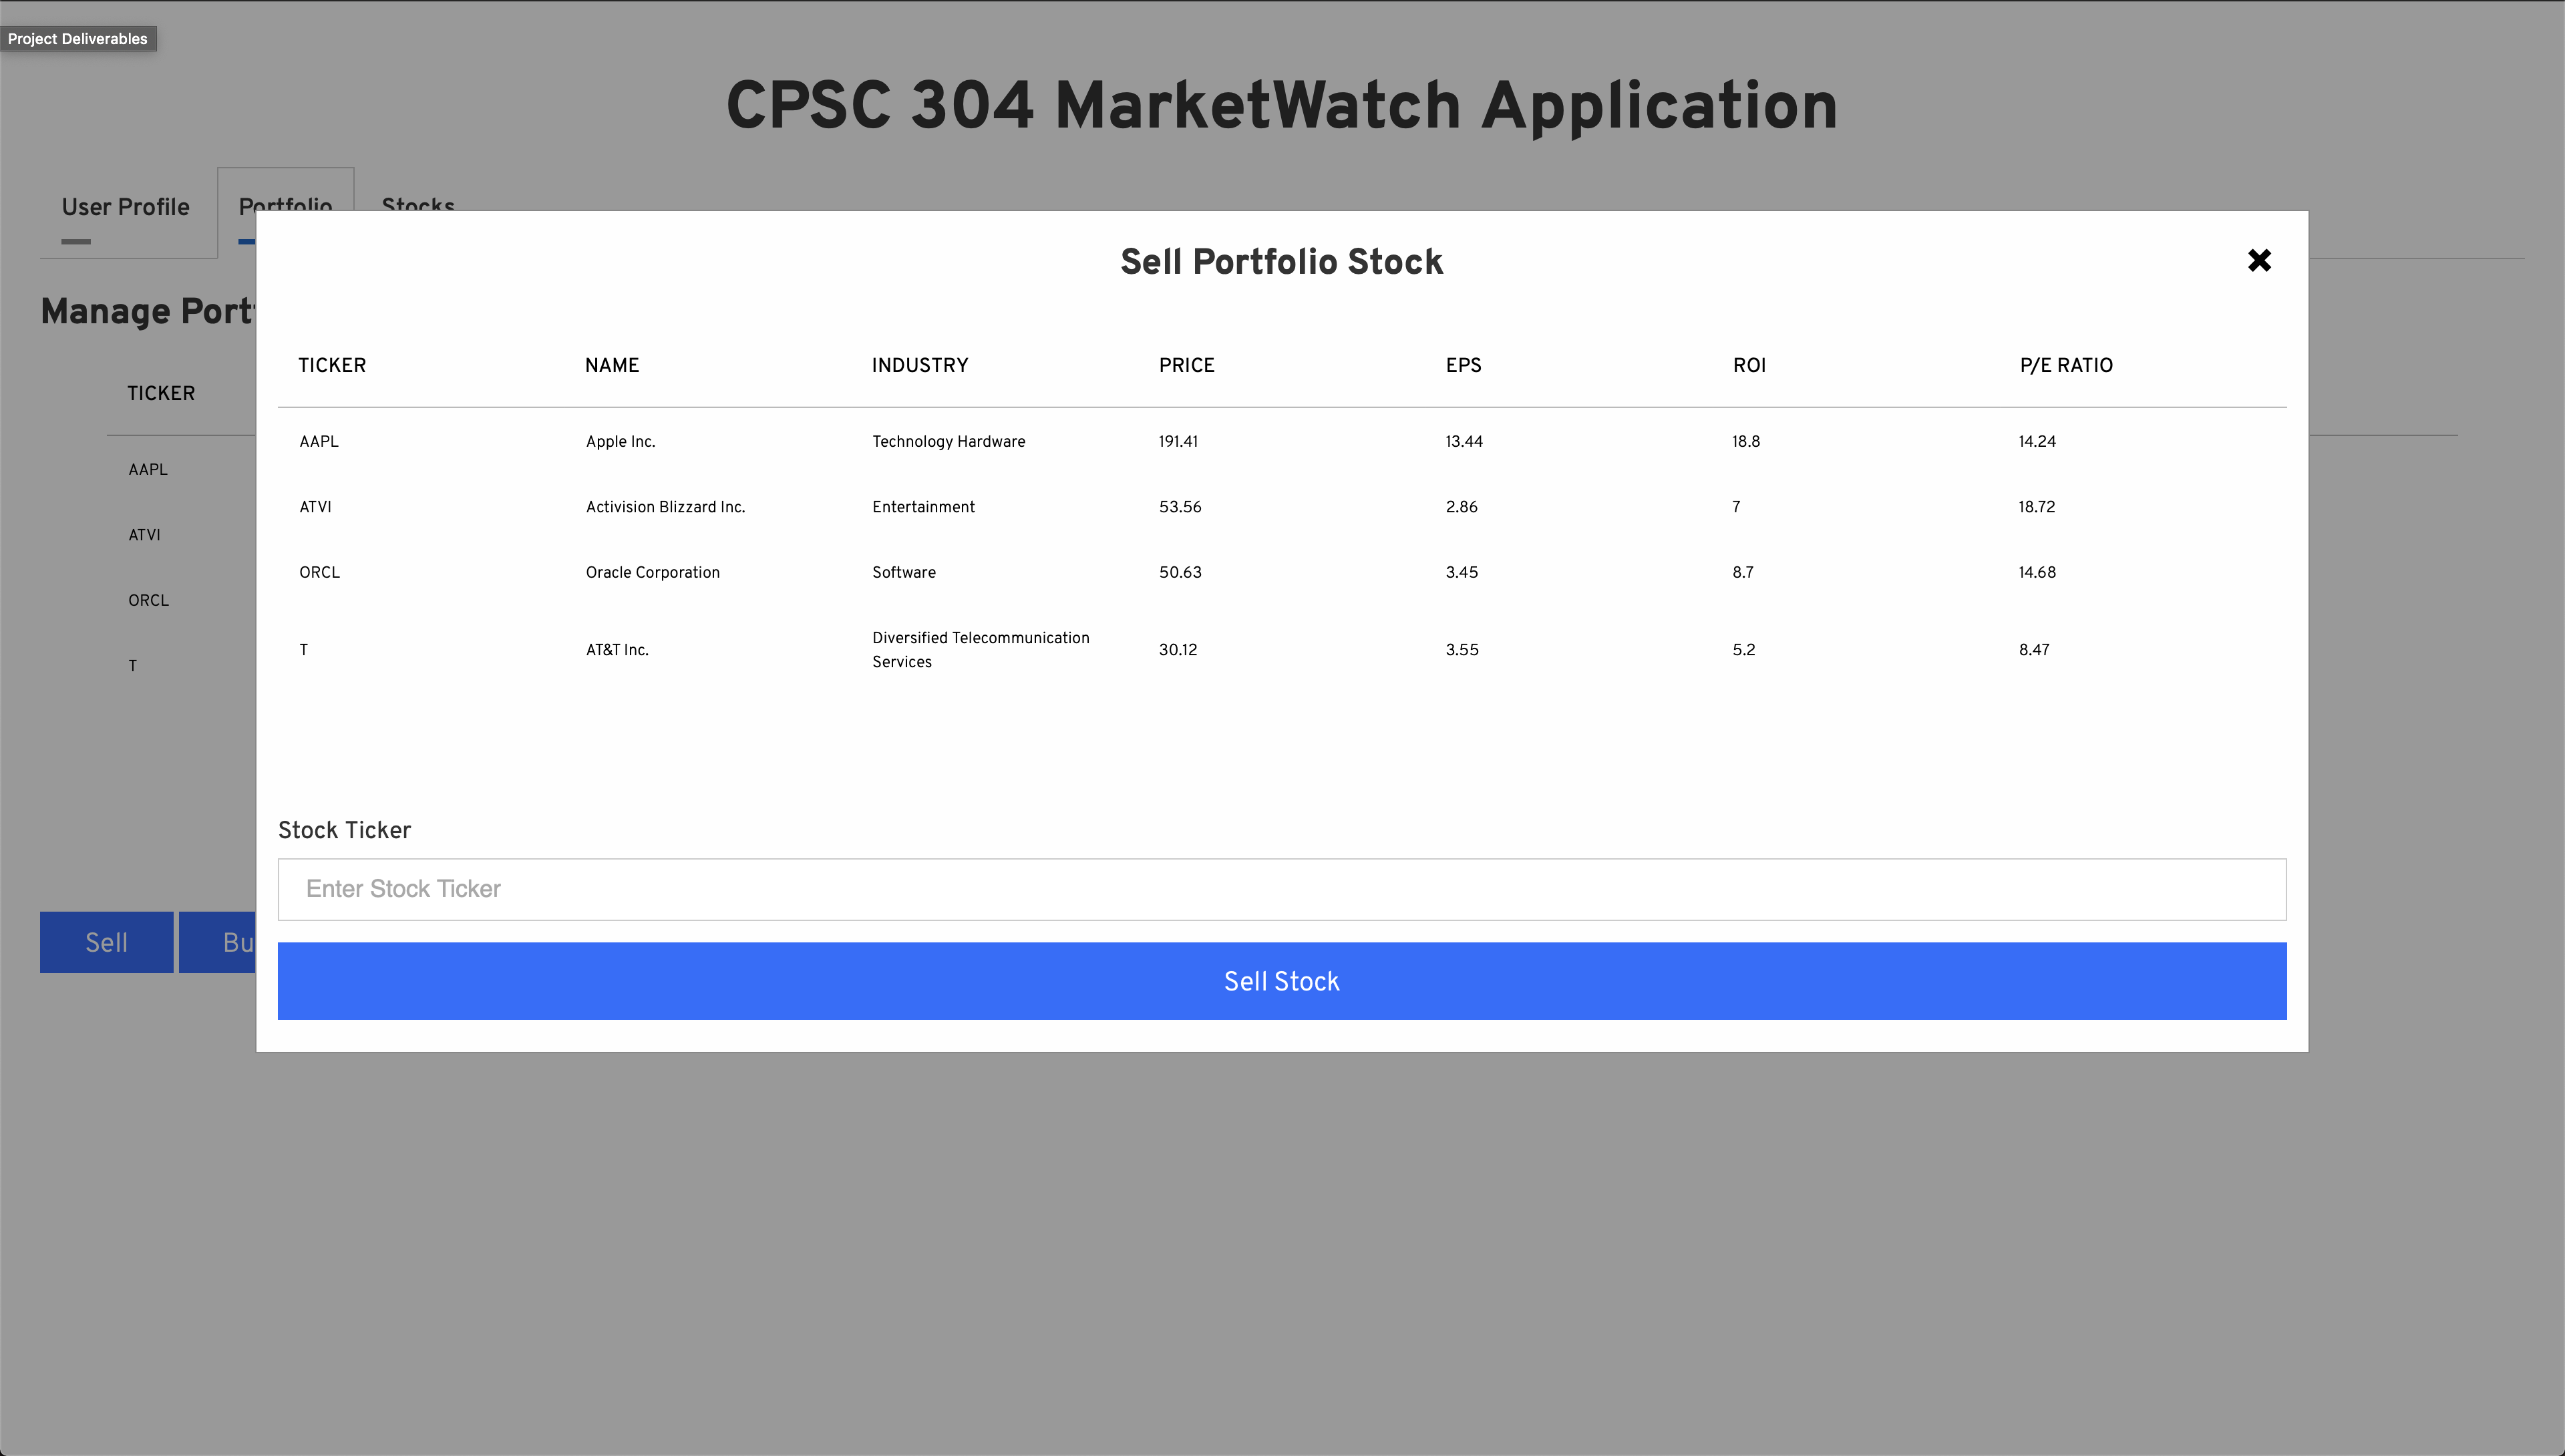 Project Deliverables
CPSC 304 MarketWatch Application
User Profile Portfolio Stocks
Sell Portfolio Stock
Manage Port
TICKER NAME INDUSTRY PRICE EPS ROI P/E RATIO
TICKER
AAPL Apple Inc. Technology Hardware 191.41 13.44 18.8 14.24
AAPL
ATVI Activision Blizzard Inc. Entertainment 53.56 2.86 7 18.72
ATVI
ORCL Oracle Corporation Software 50.63 3.45 8.7 14.68
ORCL
T AT&T Inc. Diversified Telecommunication Services 30.12 3.55 5.2 8.47
T
Stock Ticker
Enter Stock Ticker
Sell Bu
Sell Stock